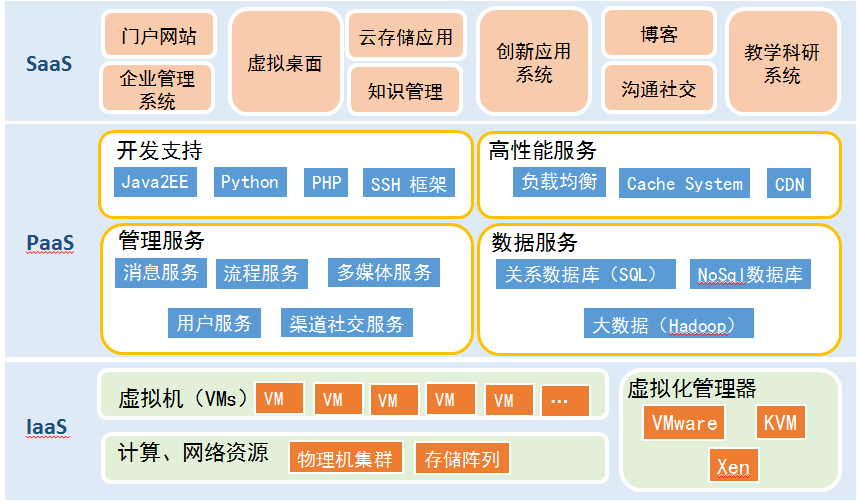 SaaS
门户网站
企业管理
系统
虚拟桌面
云存储应用
知识管理
创新应用
系统
博客
沟通社交
教学科研
系统
PaaS
开发支持
Java2EE
Python
PHP
SSH 框架
高性能服务
负载均衡
Cache System
CDN
管理服务
消息服务
流程服务
多媒体服务
用户服务
渠道社交服务
数据服务
关系数据库（SQL）
NoSql数据库
大数据（Hadoop）
IaaS
虚拟机（VMs）
VM
VM
VM
VM
VM
…
计算、网络资源
物理机集群
存储阵列
虚拟化管理器
VMware
KVM
Xen